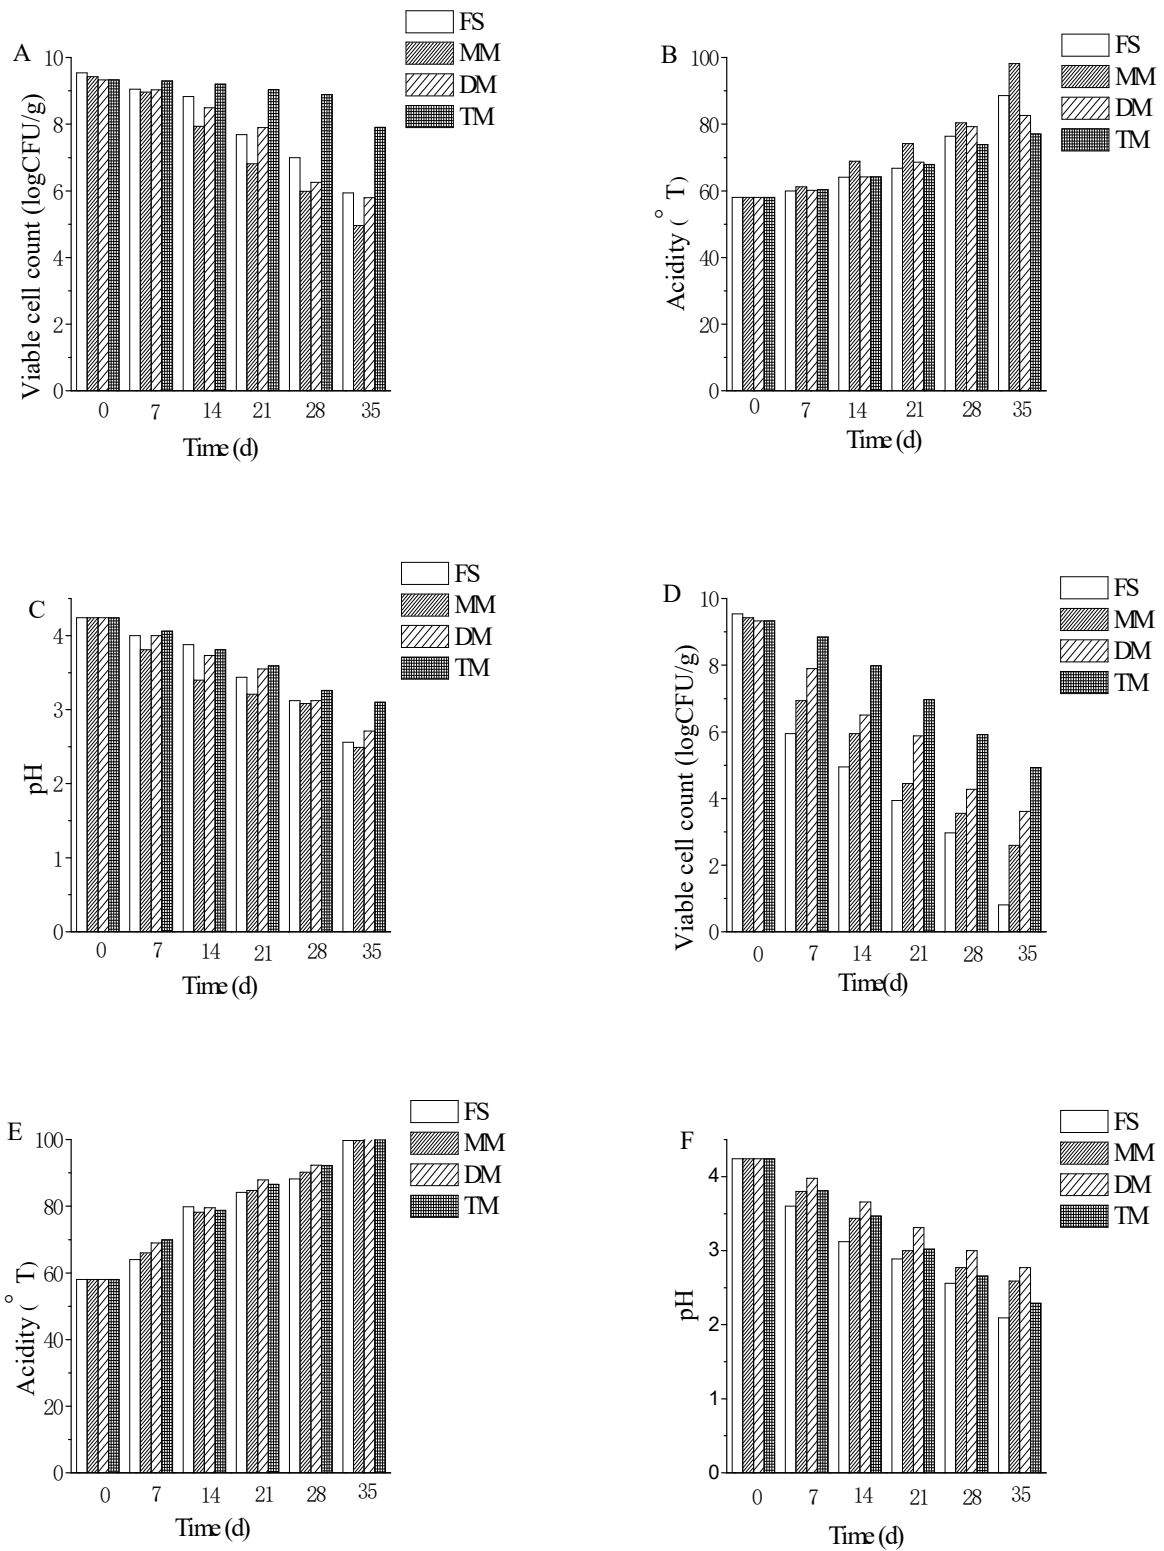 A
FS
MM
DM
TM
10
8
6
4
2
0
Viable cell count (logCFU/g)
0 7 14 21 28 35
Time (d)
B
FS
MM
DM
TM
100
80
60
40
20
0
Acidity (°T)
0 7 14 21 28 35
Time (d)
C
FS
MM
DM
TM
4
3
2
1
0
pH
0 7 14 21 28 35
Time (d)
D
FS
MM
DM
TM
10
8
6
4
2
0
Viable cell count (logCFU/g)
0 7 14 21 28 35
Time(d)
E
FS
MM
DM
TM
100
80
60
40
20
0
Acidity (°T)
0 7 14 21 28 35
Time (d)
F
FS
MM
DM
TM
4
3
2
1
0
pH
0 7 14 21 28 35
Time (d)